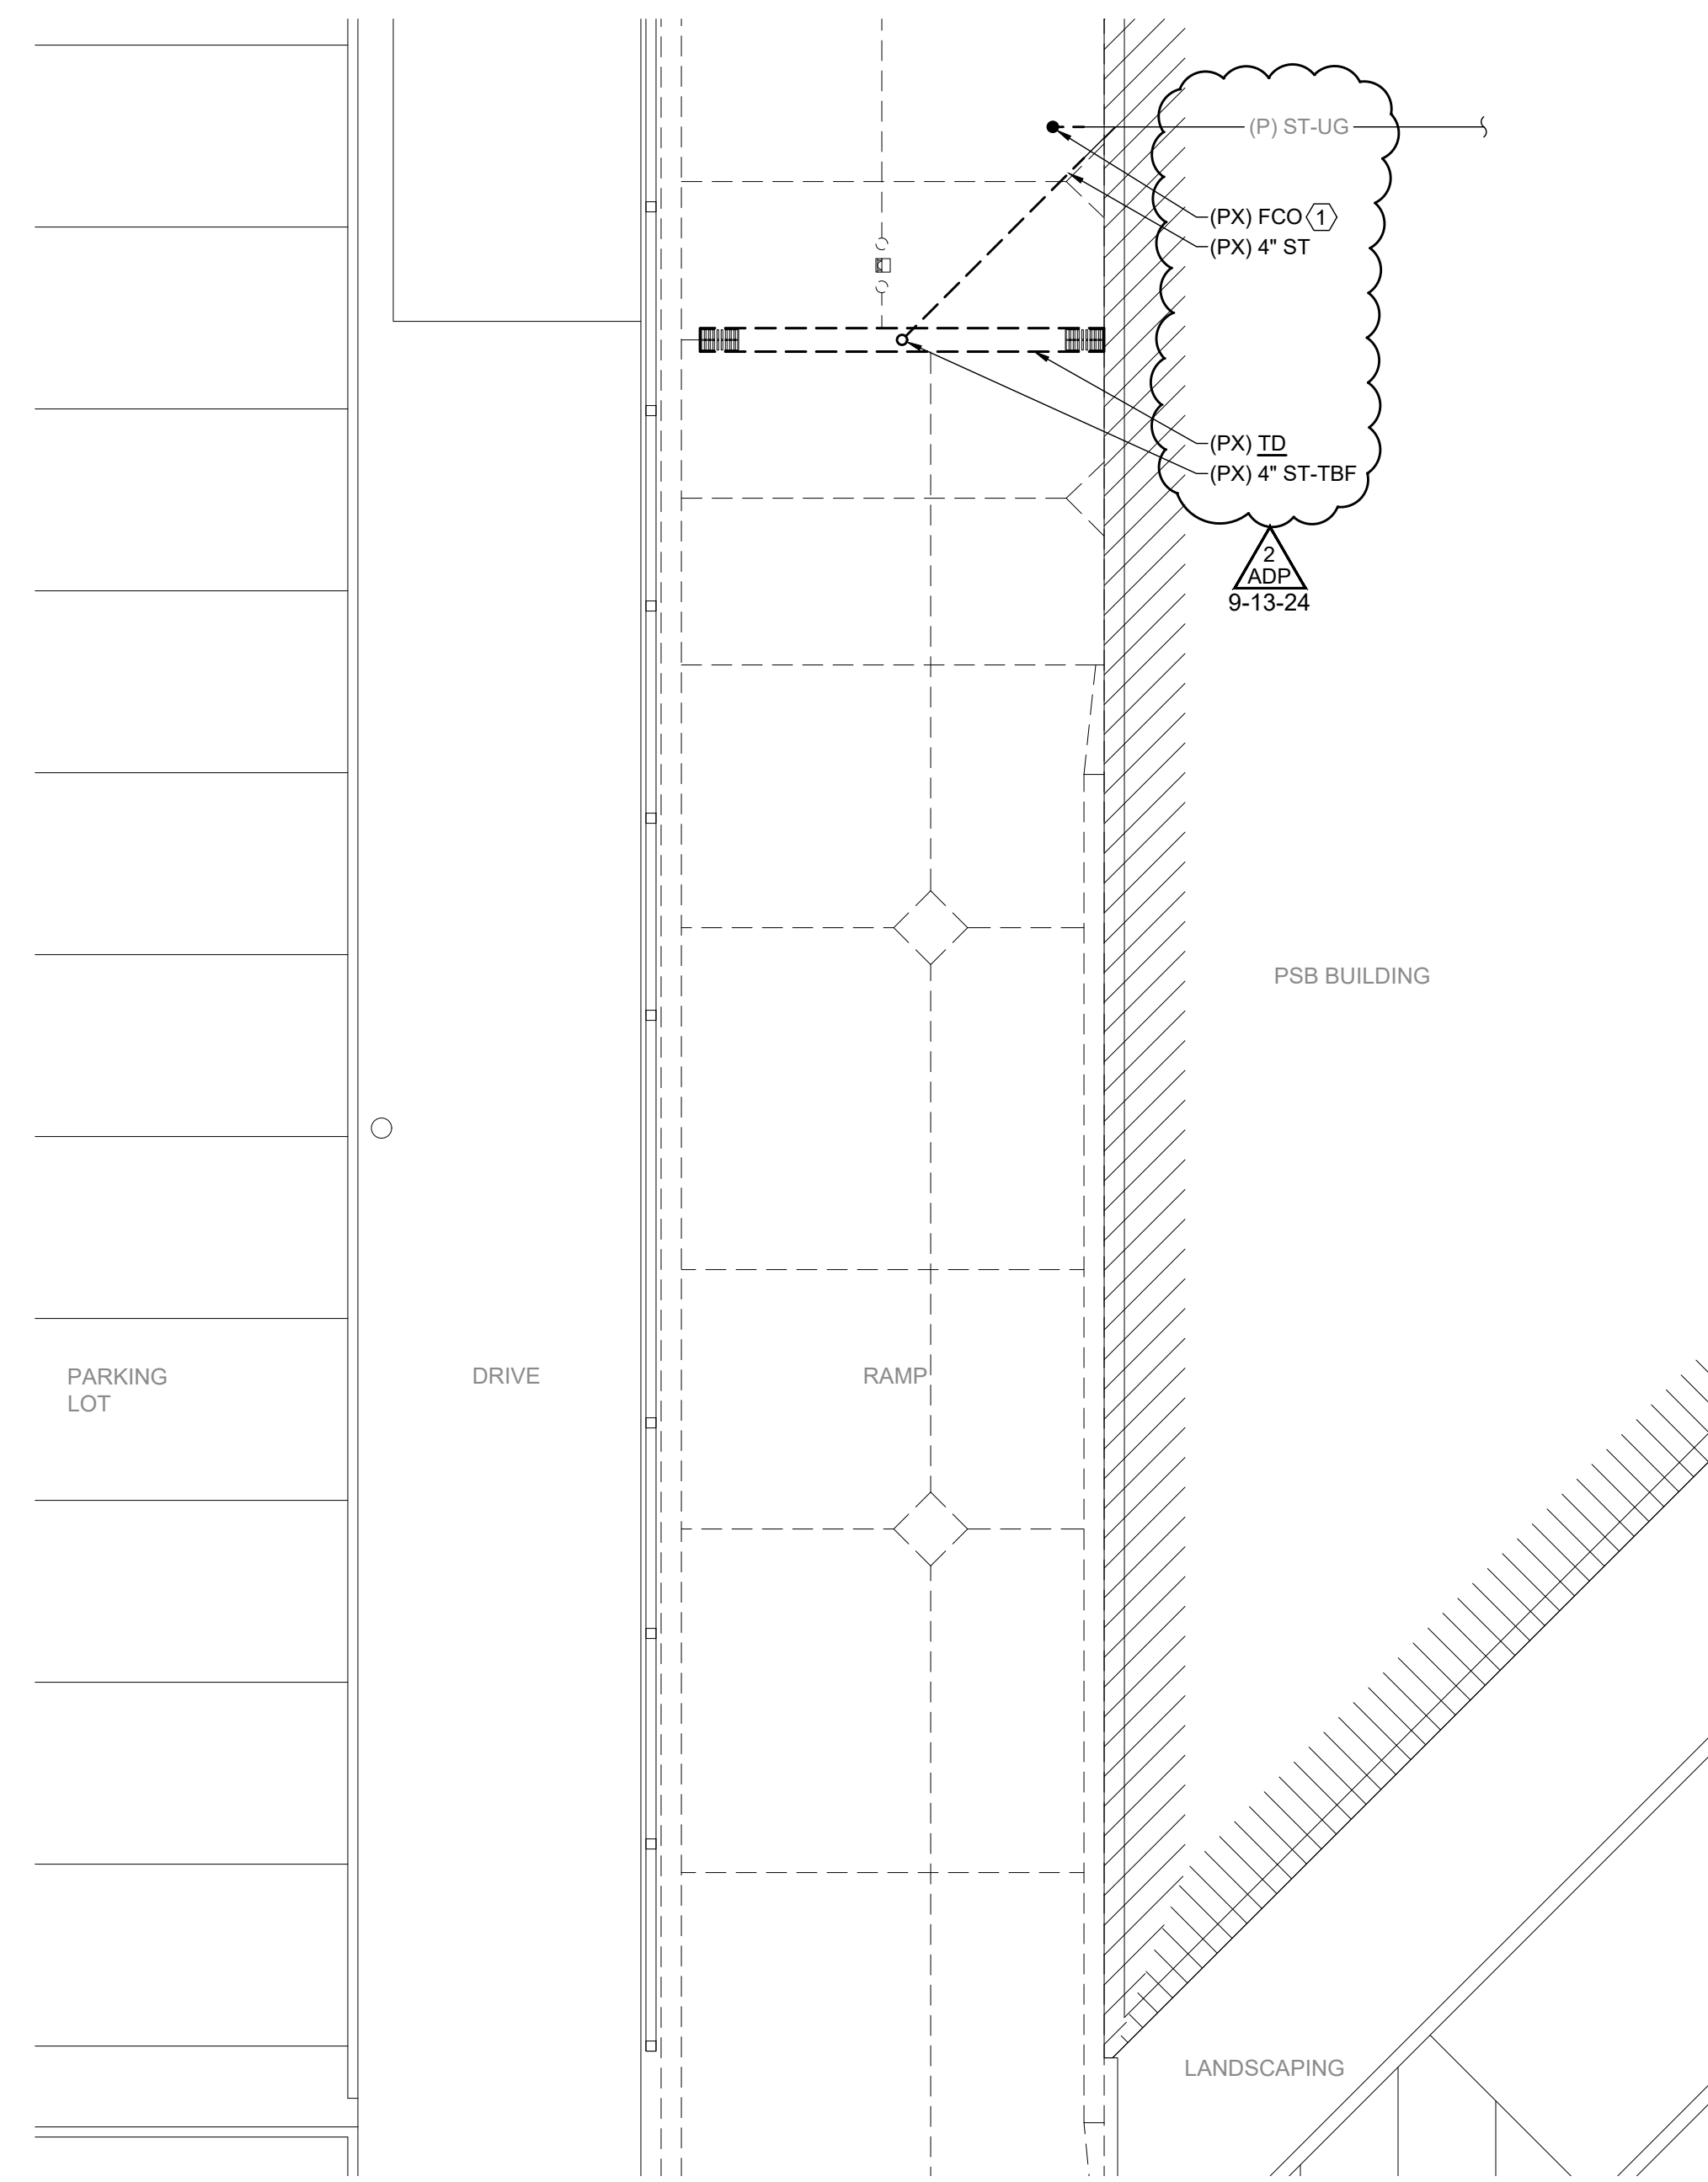 (P) ST-UG
(PX) FCO 1
(PX) 4" ST
(PX) TD
(PX) 4" ST-TBF
2
ADP
9-13-24
PSB BUILDING
PARKING
LOT
DRIVE
RAMP
LANDSCAPING